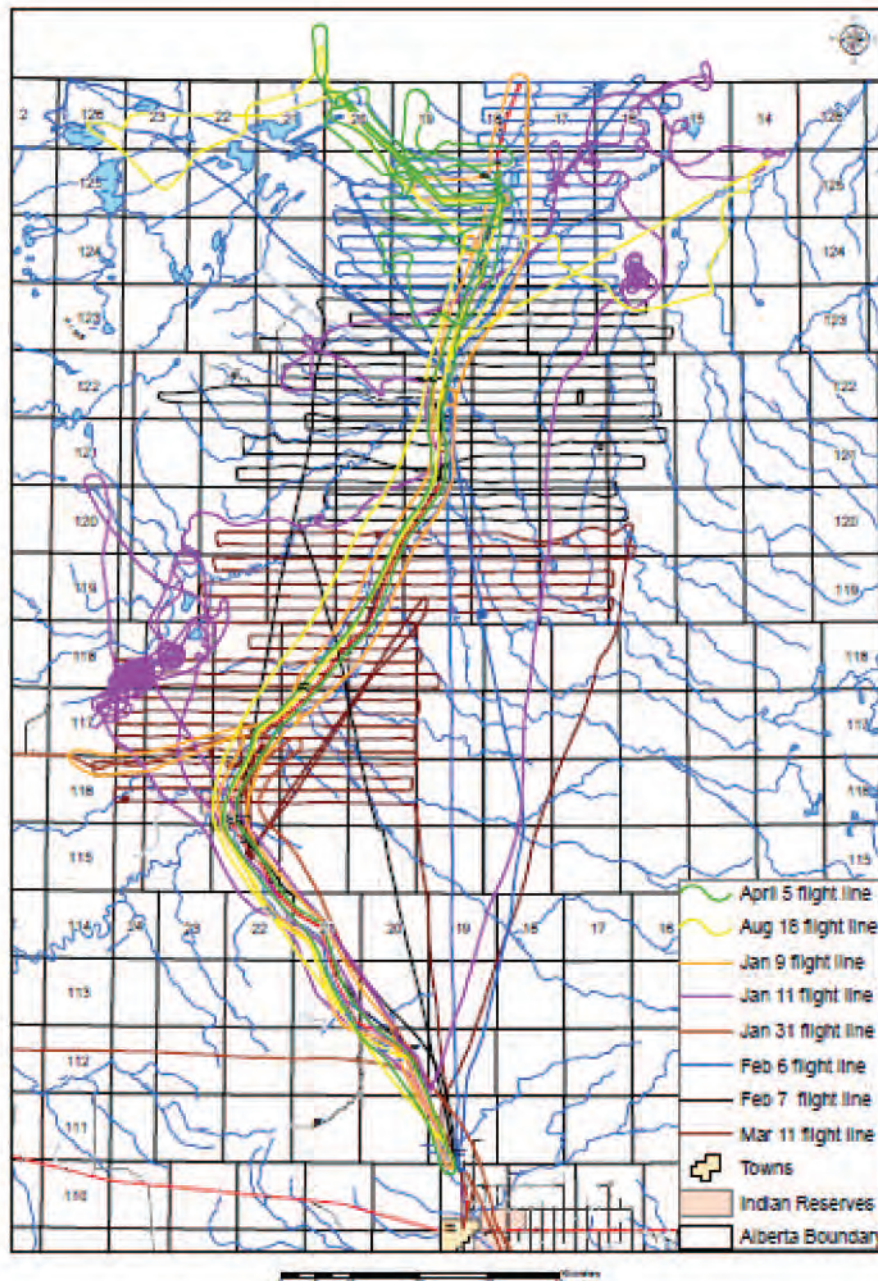 2 126 23 22 21 20 19 18 17 16 15 14 126
125 125
124 124
123 123
122 122
121 121
120 120
119 119
118 118
117 117
116 116
115 115
114 24 23 22 21 20 19 18 17 16
113
112
111
110
April 5 flight line
Aug 18 flight line
Jan 9 flight line
Jan 11 flight line
Jan 31 flight line
Feb 6 flight line
Feb 7 flight line
Mar 11 flight line
Towns
Indian Reserves
Alberta Boundary